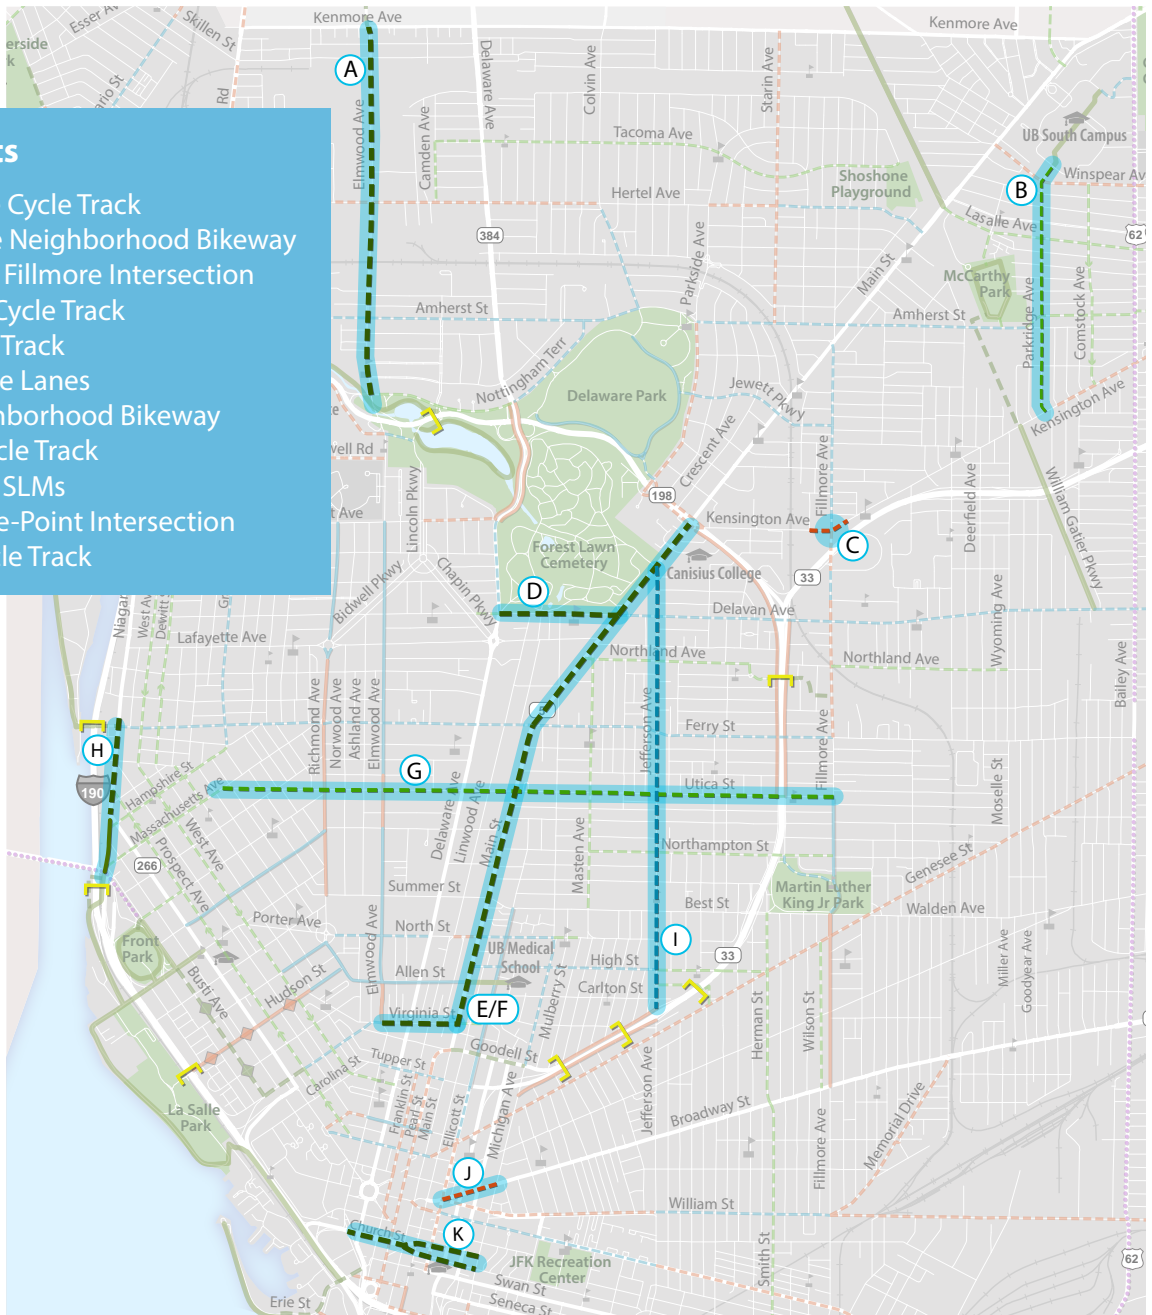 Kenmore Ave
Kenmore Ave
Esser
Skillen St
erside
k
ario St
Rd
A
Elmwood Ave
Camden Ave
Delaware Ave
Colvin Ave
Starin Ave
Tacoma Ave
UB South Campus
Winspear Av
B
Shoshone
Playground
Hertel Ave
Lasalle Ave
384
62
Parkside Ave
Main St
McCarthy
Park
Amherst St
Amherst St
Parkridge Ave
Comstock Ave
ts
Cycle Track
e Neighborhood Bikeway
Fillmore Intersection
Cycle Track
Track
e Lanes
hborhood Bikeway
cle Track
SLMs
e-Point Intersection
le Track
Nottingham Terr
Delaware Park
Jewett Pkwy
Kensington Ave
Crescent Ave
well Rd
Lincoln Pkwy
198
Fillmore Ave
Deerfield Ave
William Gatier Pkwy
t Ave
Kensington Ave
C
Forest Lawn
Cemetery
Canisius College
33
Bidwell Pkwy
Chapin Pkwy
D
Delavan Ave
Niagar
West Av
Dewitt
Gr
Lafayette Ave
Northland Ave
Northland Ave
Wyoming Ave
Bailey Ave
Richmond Ave
Norwood Ave
Ashland Ave
Elmwood Ave
Jefferson Ave
Ferry St
Fillmore Ave
H
190
G
Utica St
Hampshire St
Massachusetts Ave
Moselle St
Delaware Ave
Linwood Ave
Main St
Masten Ave
Northampton St
West Ave
Prospect Ave
266
Genesee St
Summer St
Martin Luther
King Jr Park
Best St
Walden Ave
Porter Ave
North St
Front
Park
I
UB Medical
School
High St
33
Miller Ave
Goodyear Ave
Allen St
Carlton St
Hudson St
Busti Ave
Elmwood Ave
Virginia St
E/F
Mulberry St
Herman St
Wilson St
Goodell St
Tupper St
Carolina St
Franklin St
Pearl St
Main St
Ellicott St
Michigan Ave
Jefferson Ave
Broadway St
La Salle
Park
Fillmore Ave
Memorial Drive
J
William St
Church St
K
JFK Recreation
Center
Smith St
62
Swan St
Erie St
Seneca St